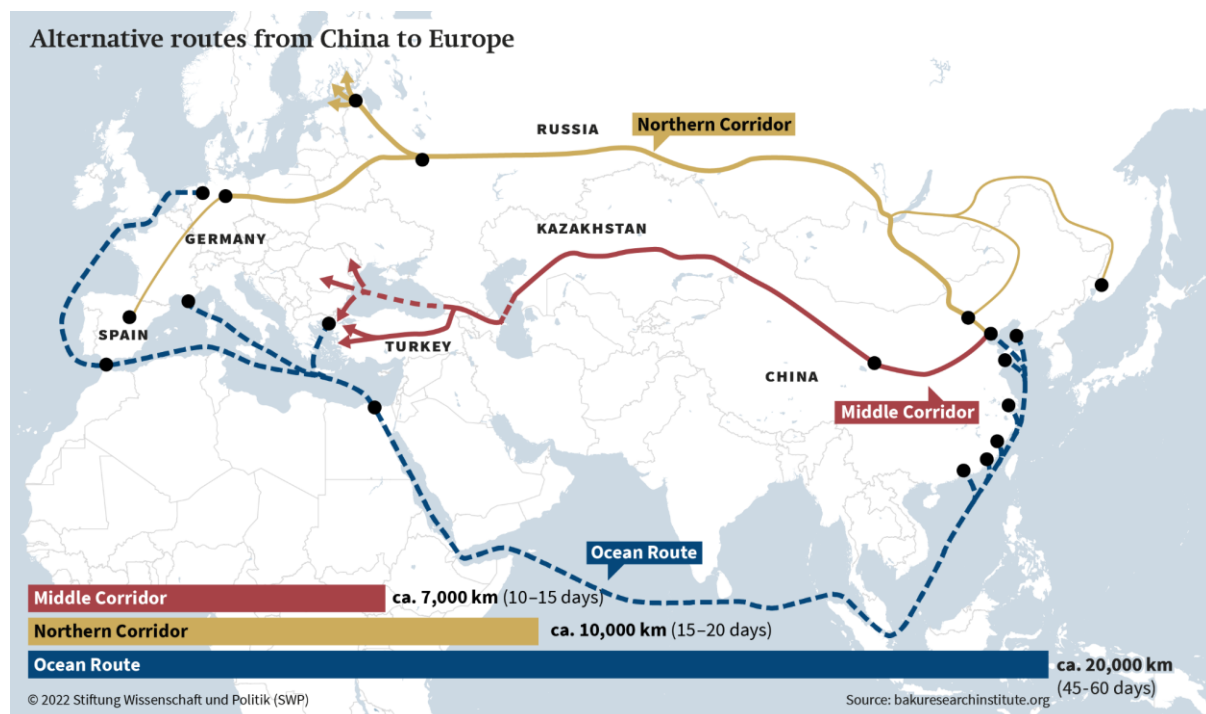 Alternative routes from China to Europe
RUSSIA
Northern Corridor
KAZAKHSTAN
GERMANY
SPAIN
TURKEY
CHINA
Middle Corridor
Ocean Route
Middle Corridor
ca. 7,000 km (10–15 days)
Northern Corridor
ca. 10,000 km (15–20 days)
Ocean Route
ca. 20,000 km
(45-60 days)
© 2022 Stiftung Wissenschaft und Politik (SWP)
Source: bakuresearchinstitute.org